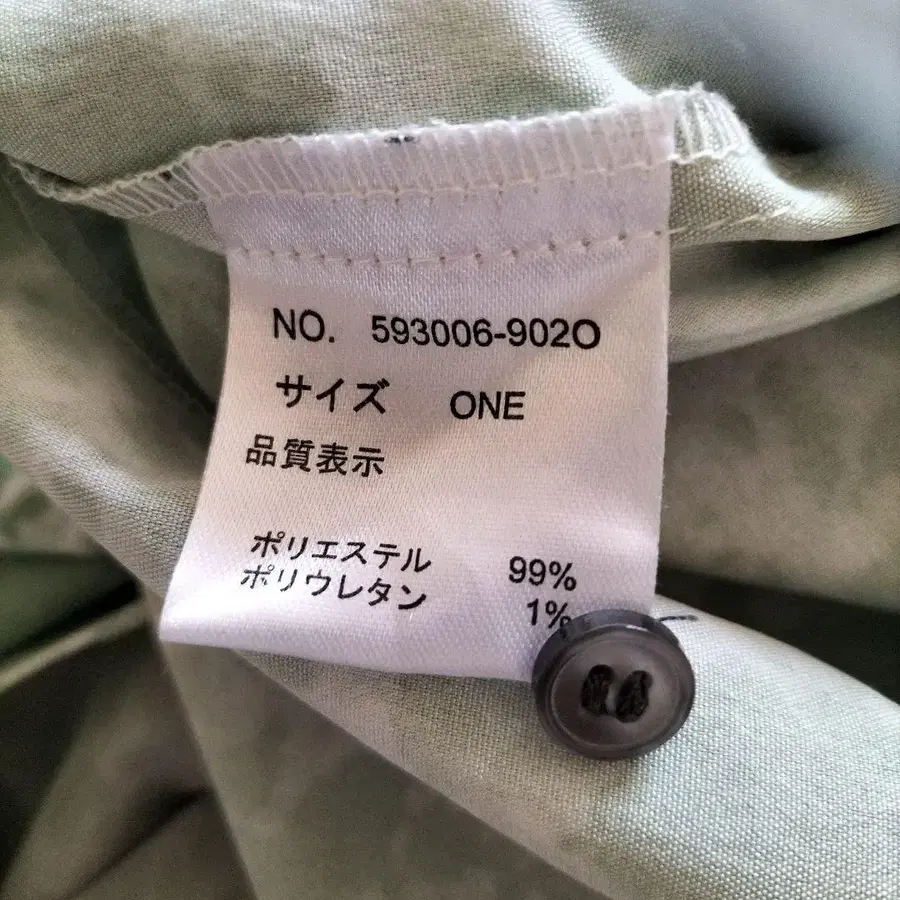 NO. 593006-902O
サイズ ONE
品質表示
ポリエステル 99%
ポリウレタン 1%